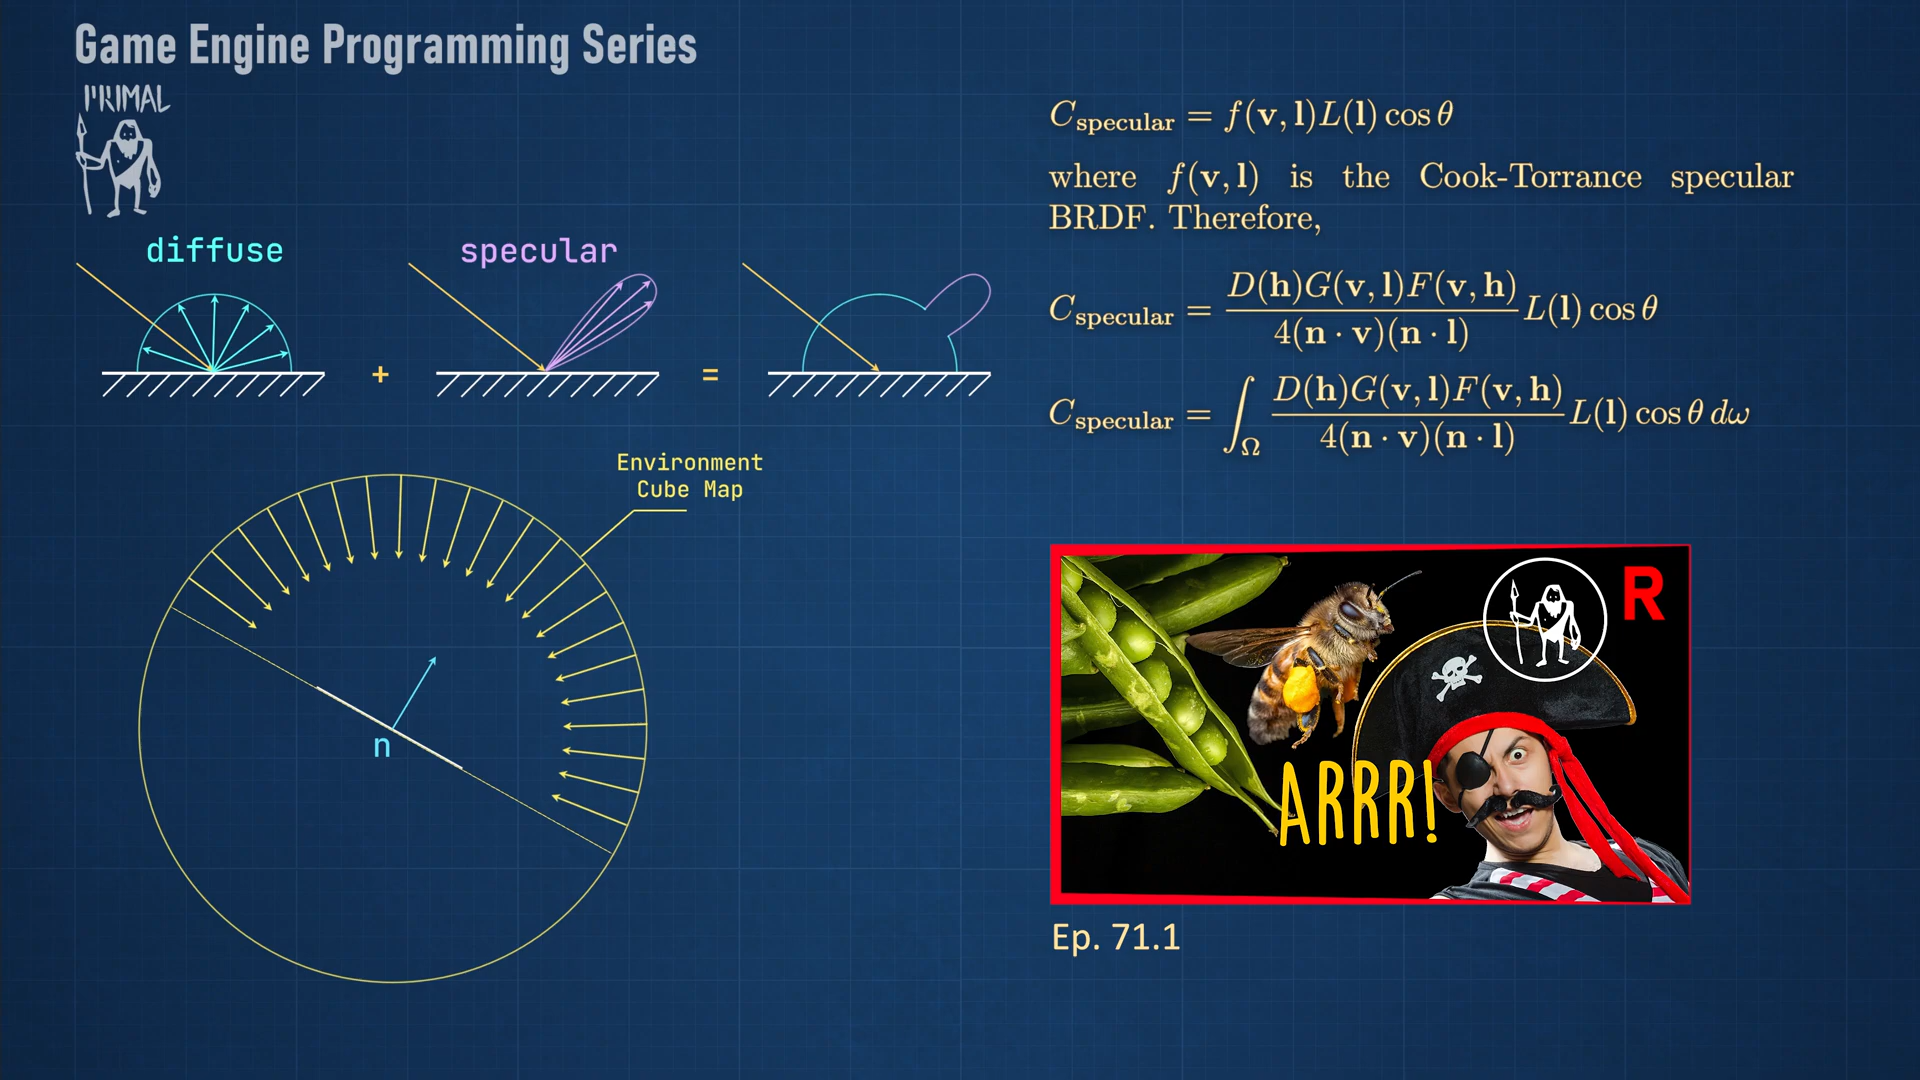 Game Engine Programming Series
PRIMAL
diffuse
specular
+
=
Environment
Cube Map
n
C_specular = f(v, l)L(l) cos θ
where f(v, l) is the Cook-Torrance specular
BRDF. Therefore,
C_specular = D(h)G(v, l)F(v, h) / 4(n · v)(n · l) L(l) cos θ
C_specular = ∫_Ω D(h)G(v, l)F(v, h) / 4(n · v)(n · l) L(l) cos θ dω
R
ARRR!
Ep. 71.1